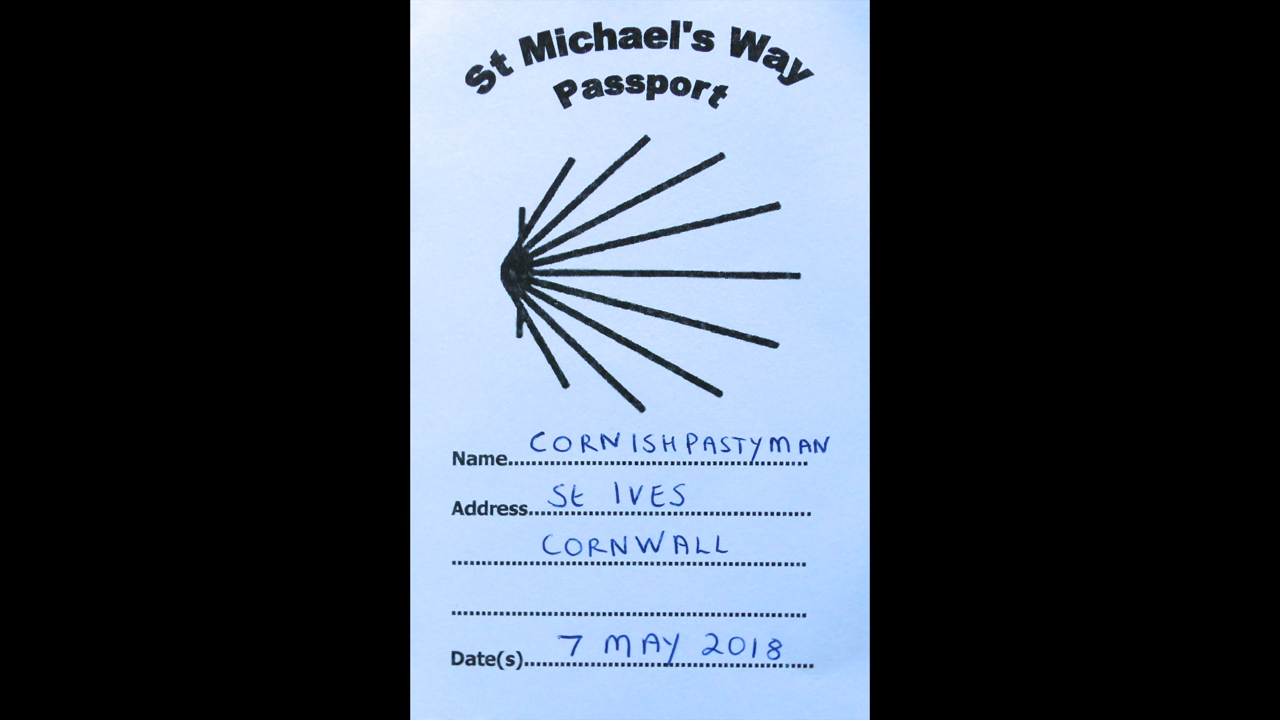 St Michael's Way
Passport
Name CORNISHPASTYMAN
Address St IVES
CORNWALL
Date(s) 7 MAY 2018